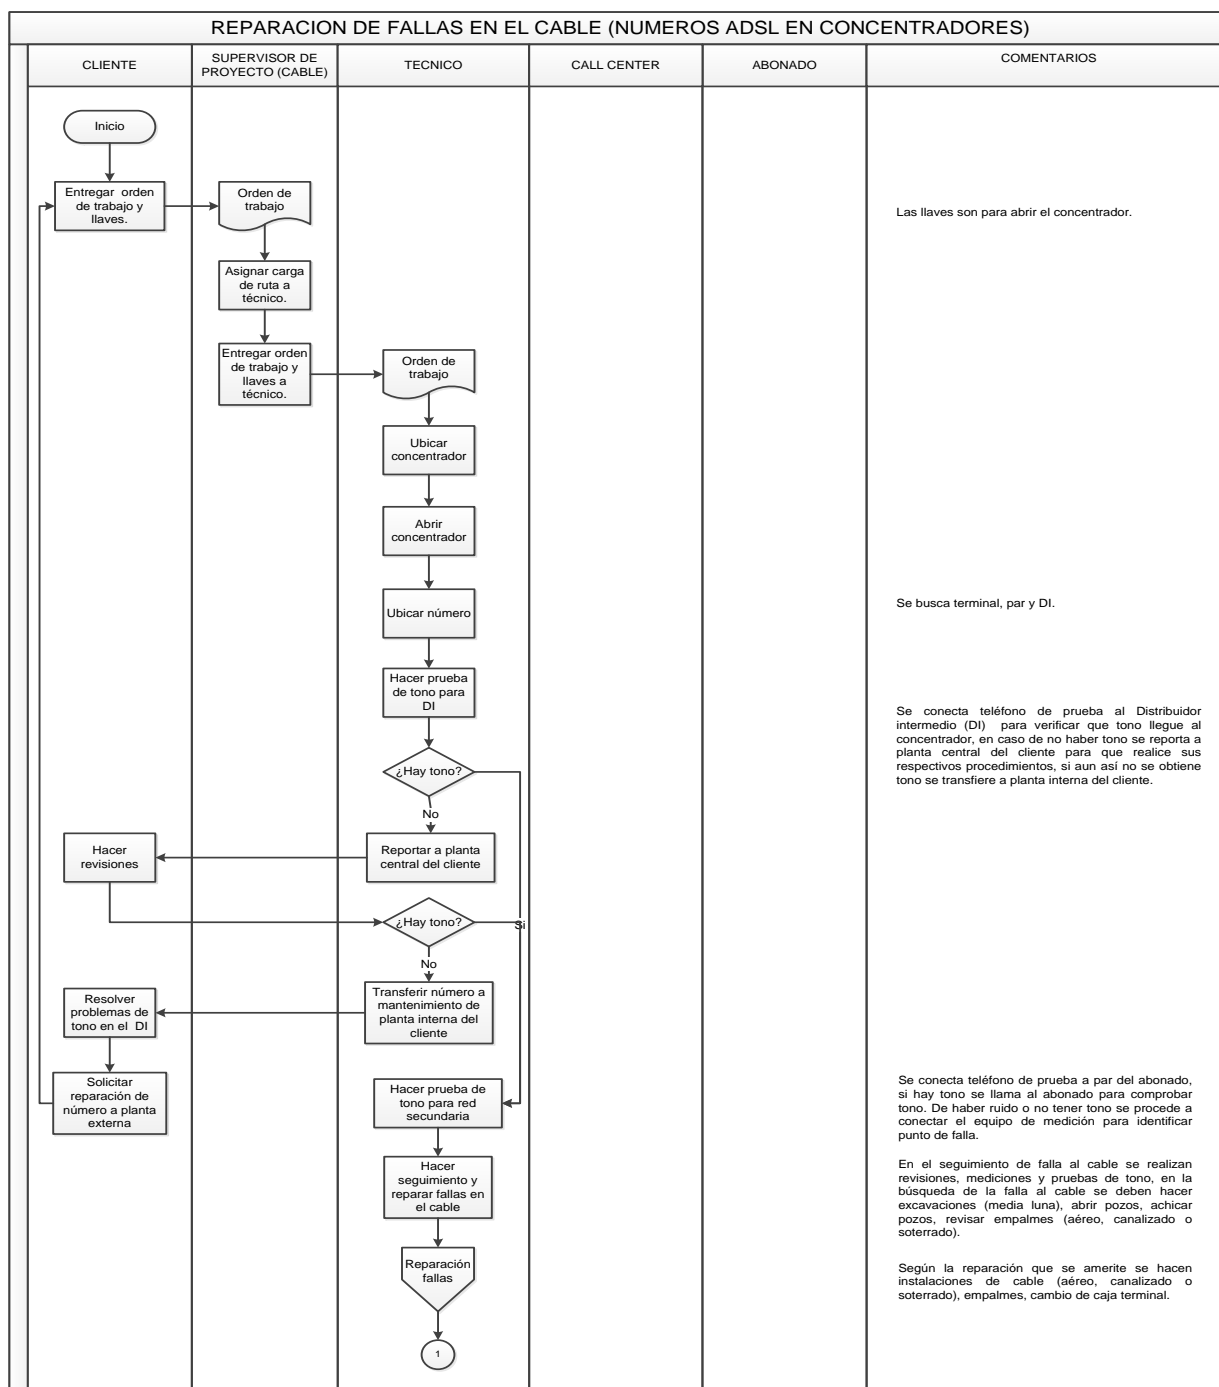 REPARACION DE FALLAS EN EL CABLE (NUMEROS ADSL EN CONCENTRADORES)
CLIENTE
SUPERVISOR DE
PROYECTO (CABLE)
TECNICO
CALL CENTER
ABONADO
COMENTARIOS
Inicio
Entregar orden
de trabajo y
llaves.
Orden de
trabajo
Las llaves son para abrir el concentrador.
Asignar carga
de ruta a
técnico.
Entregar orden
de trabajo y
llaves a
técnico.
Orden de
trabajo
Ubicar
concentrador
Abrir
concentrador
Ubicar número
Se busca terminal, par y DI.
Hacer prueba
de tono para
DI
Se conecta teléfono de prueba al Distribuidor
intermedio (DI) para verificar que tono llegue al
concentrador, en caso de no haber tono se reporta a
planta central del cliente para que realice sus
respectivos procedimientos, si aun así no se obtiene
tono se transfiere a planta interna del cliente.
¿Hay tono?
No
Hacer
revisiones
Reportar a planta
central del cliente
¿Hay tono?
Si
No
Resolver
problemas de
tono en el DI
Transferir número a
mantenimiento de
planta interna del
cliente
Solicitar
reparación de
número a planta
externa
Hacer prueba de
tono para red
secundaria
Se conecta teléfono de prueba a par del abonado,
si hay tono se llama al abonado para comprobar
tono. De haber ruido o no tener tono se procede a
conectar el equipo de medición para identificar
punto de falla.
Hacer
seguimiento y
reparar fallas en
el cable
En el seguimiento de falla al cable se realizan
revisiones, mediciones y pruebas de tono, en la
búsqueda de la falla al cable se deben hacer
excavaciones (media luna), abrir pozos, achicar
pozos, revisar empalmes (aéreo, canalizado o
soterrado).
Reparación
fallas
Según la reparación que se amerite se hacen
instalaciones de cable (aéreo, canalizado o
soterrado), empalmes, cambio de caja terminal.
1